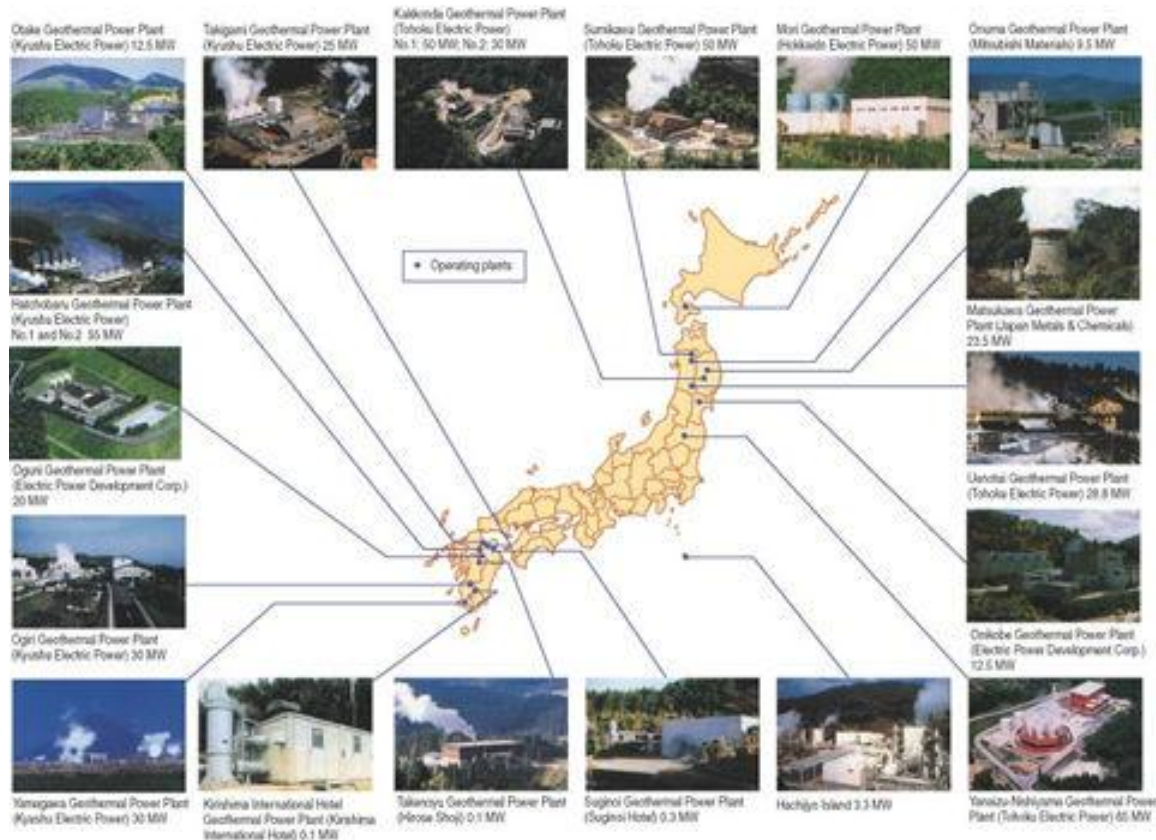 Otake Geothermal Power Plant
(Kyushu Electric Power) 12.5 MW
Takigami Geothermal Power Plant
(Kyushu Electric Power) 25 MW
Kakkonda Geothermal Power Plant
(Tohoku Electric Power)
No.1: 50 MW; No.2: 30 MW
Sumikawa Geothermal Power Plant
(Tohoku Electric Power) 50 MW
Mori Geothermal Power Plant
(Hokkaido Electric Power) 50 MW
Onuma Geothermal Power Plant
(Mitsubishi Materials) 9.5 MW
Hatchobaru Geothermal Power Plant
(Kyushu Electric Power)
No.1 and No.2 55 MW
Operating plants
Matsukawa Geothermal Power
Plant (Japan Metals & Chemicals)
23.5 MW
Oguni Geothermal Power Plant
(Electric Power Development Corp.)
20 MW
Uenotai Geothermal Power Plant
(Tohoku Electric Power) 28.8 MW
Ogiri Geothermal Power Plant
(Kyushu Electric Power) 30 MW
Onikobe Geothermal Power Plant
(Electric Power Development Corp.)
12.5 MW
Yamagawa Geothermal Power Plant
(Kyushu Electric Power) 30 MW
Kirishima International Hotel
Geothermal Power Plant (Kirishima
International Hotel) 0.1 MW
Takenoyu Geothermal Power Plant
(Hirose Shoji) 0.1 MW
Suginoi Geothermal Power Plant
(Suginoi Hotel) 0.3 MW
Hachijyo Island 3.3 MW
Yanaizu-Nishiyama Geothermal Power
Plant (Tohoku Electric Power) 65 MW